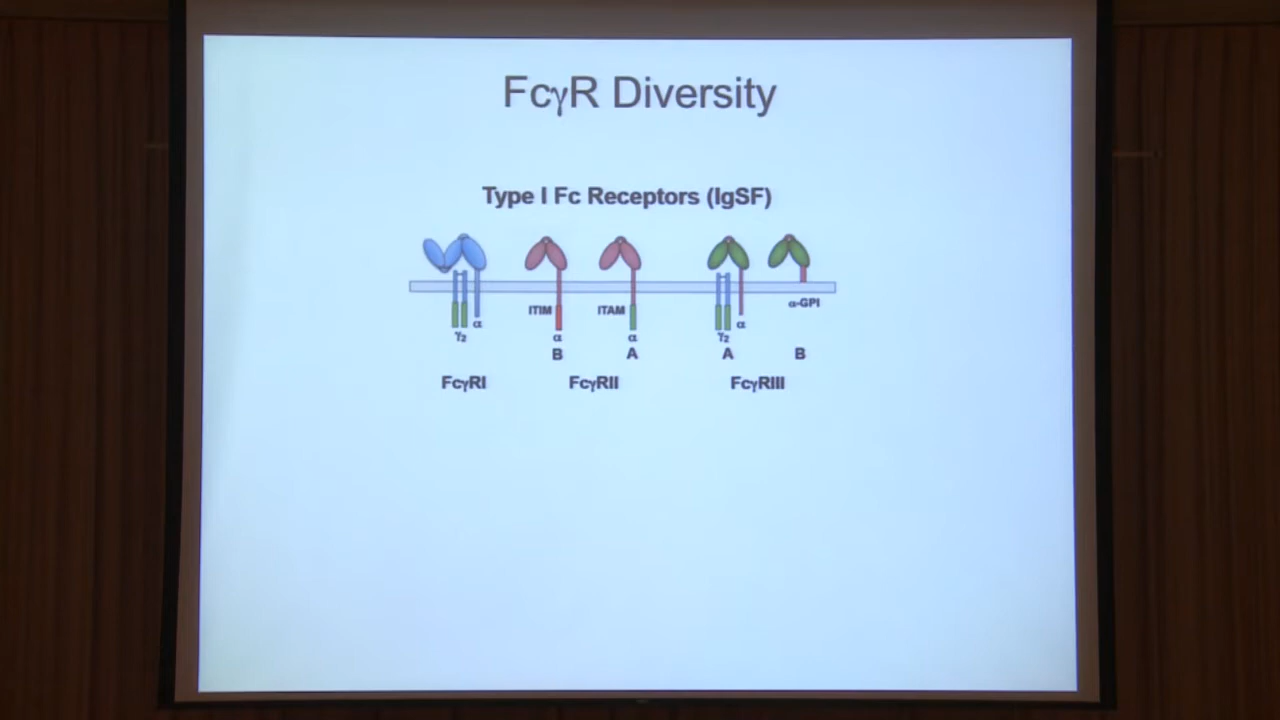 FcγR Diversity
Type I Fc Receptors (IgSF)
ITIM
ITAM
α-GPI
γ2
α
α
α
γ2
α
B
A
A
B
FcγRI
FcγRII
FcγRIII